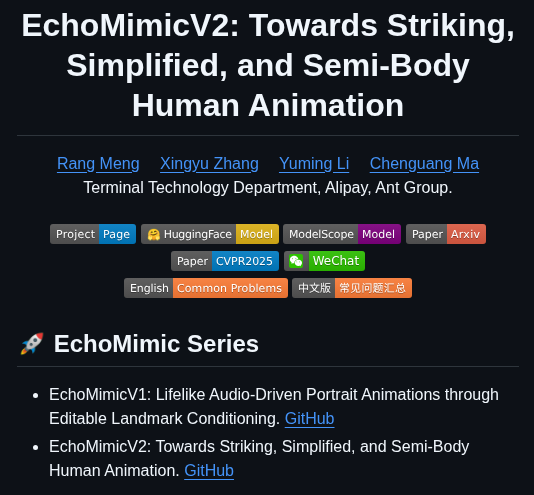 EchoMimicV2: Towards Striking,
Simplified, and Semi-Body
Human Animation
Rang Meng Xingyu Zhang Yuming Li Chenguang Ma
Terminal Technology Department, Alipay, Ant Group.
Project Page 🤗 HuggingFace Model ModelScope Model Paper Arxiv
Paper CVPR2025 WeChat
English Common Problems 中文版 常见问题汇总
🚀 EchoMimic Series
• EchoMimicV1: Lifelike Audio-Driven Portrait Animations through
Editable Landmark Conditioning. GitHub
• EchoMimicV2: Towards Striking, Simplified, and Semi-Body
Human Animation. GitHub